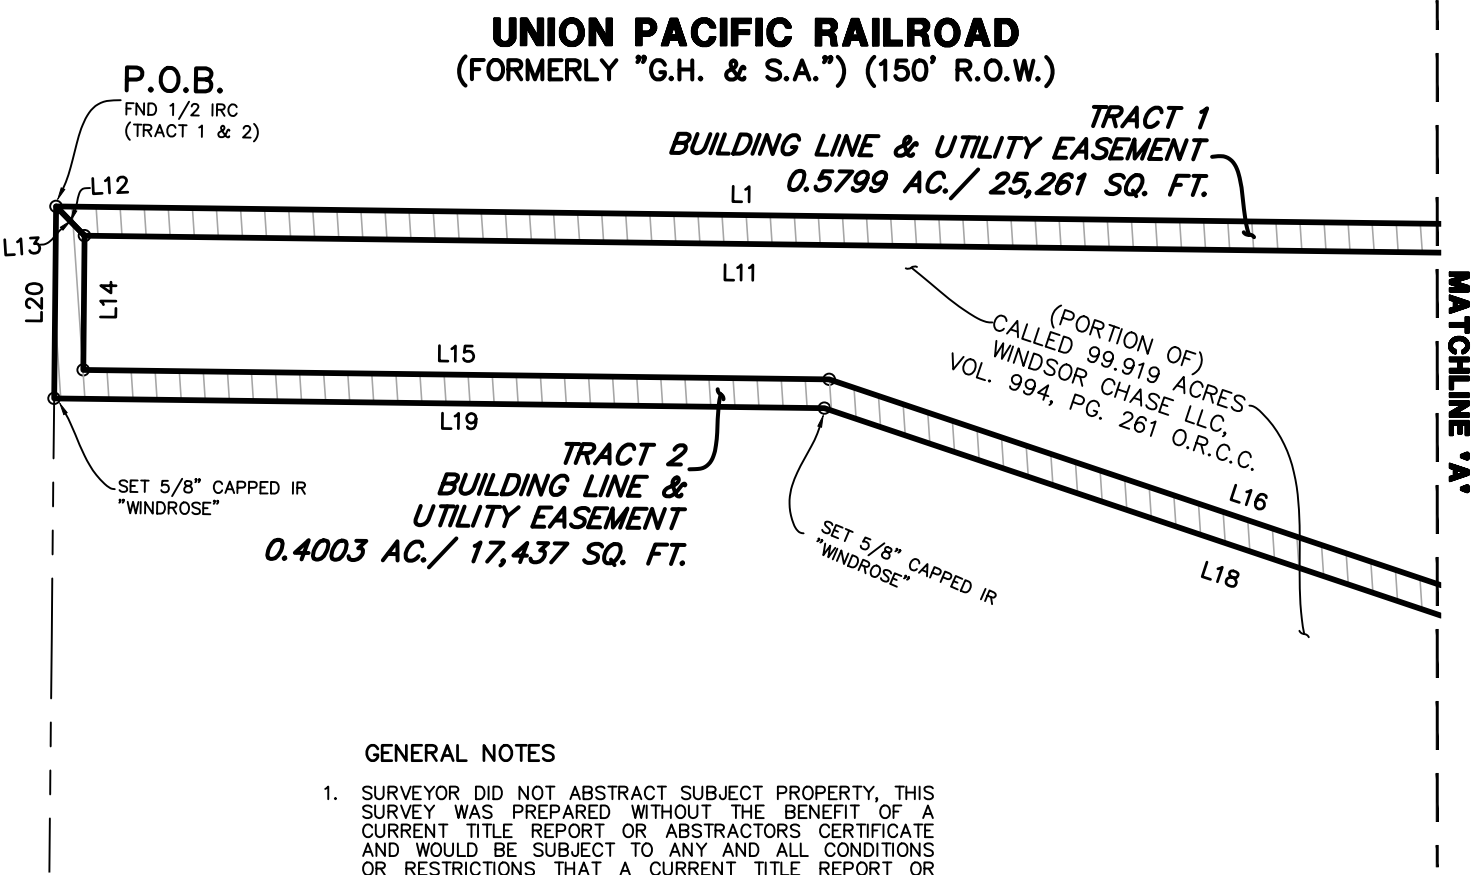 UNION PACIFIC RAILROAD
(FORMERLY "G.H. & S.A.") (150' R.O.W.)
P.O.B.
FND 1/2 IRC
(TRACT 1 & 2)
TRACT 1
BUILDING LINE & UTILITY EASEMENT
0.5799 AC./ 25,261 SQ. FT.
L12
L1
L13
L11
L20
L14
MATCHLINE 'A'
(PORTION OF)
CALLED 99.919 ACRES
WINDSOR CHASE LLC,
VOL. 994, PG. 261 O.R.C.C.
L15
L19
TRACT 2
BUILDING LINE &
UTILITY EASEMENT
0.4003 AC./ 17,437 SQ. FT.
SET 5/8" CAPPED IR
"WINDROSE"
L16
L18
SET 5/8" CAPPED IR
"WINDROSE"
GENERAL NOTES
1. SURVEYOR DID NOT ABSTRACT SUBJECT PROPERTY, THIS
SURVEY WAS PREPARED WITHOUT THE BENEFIT OF A
CURRENT TITLE REPORT OR ABSTRACTORS CERTIFICATE
AND WOULD BE SUBJECT TO ANY AND ALL CONDITIONS
OR RESTRICTIONS THAT A CURRENT TITLE REPORT OR